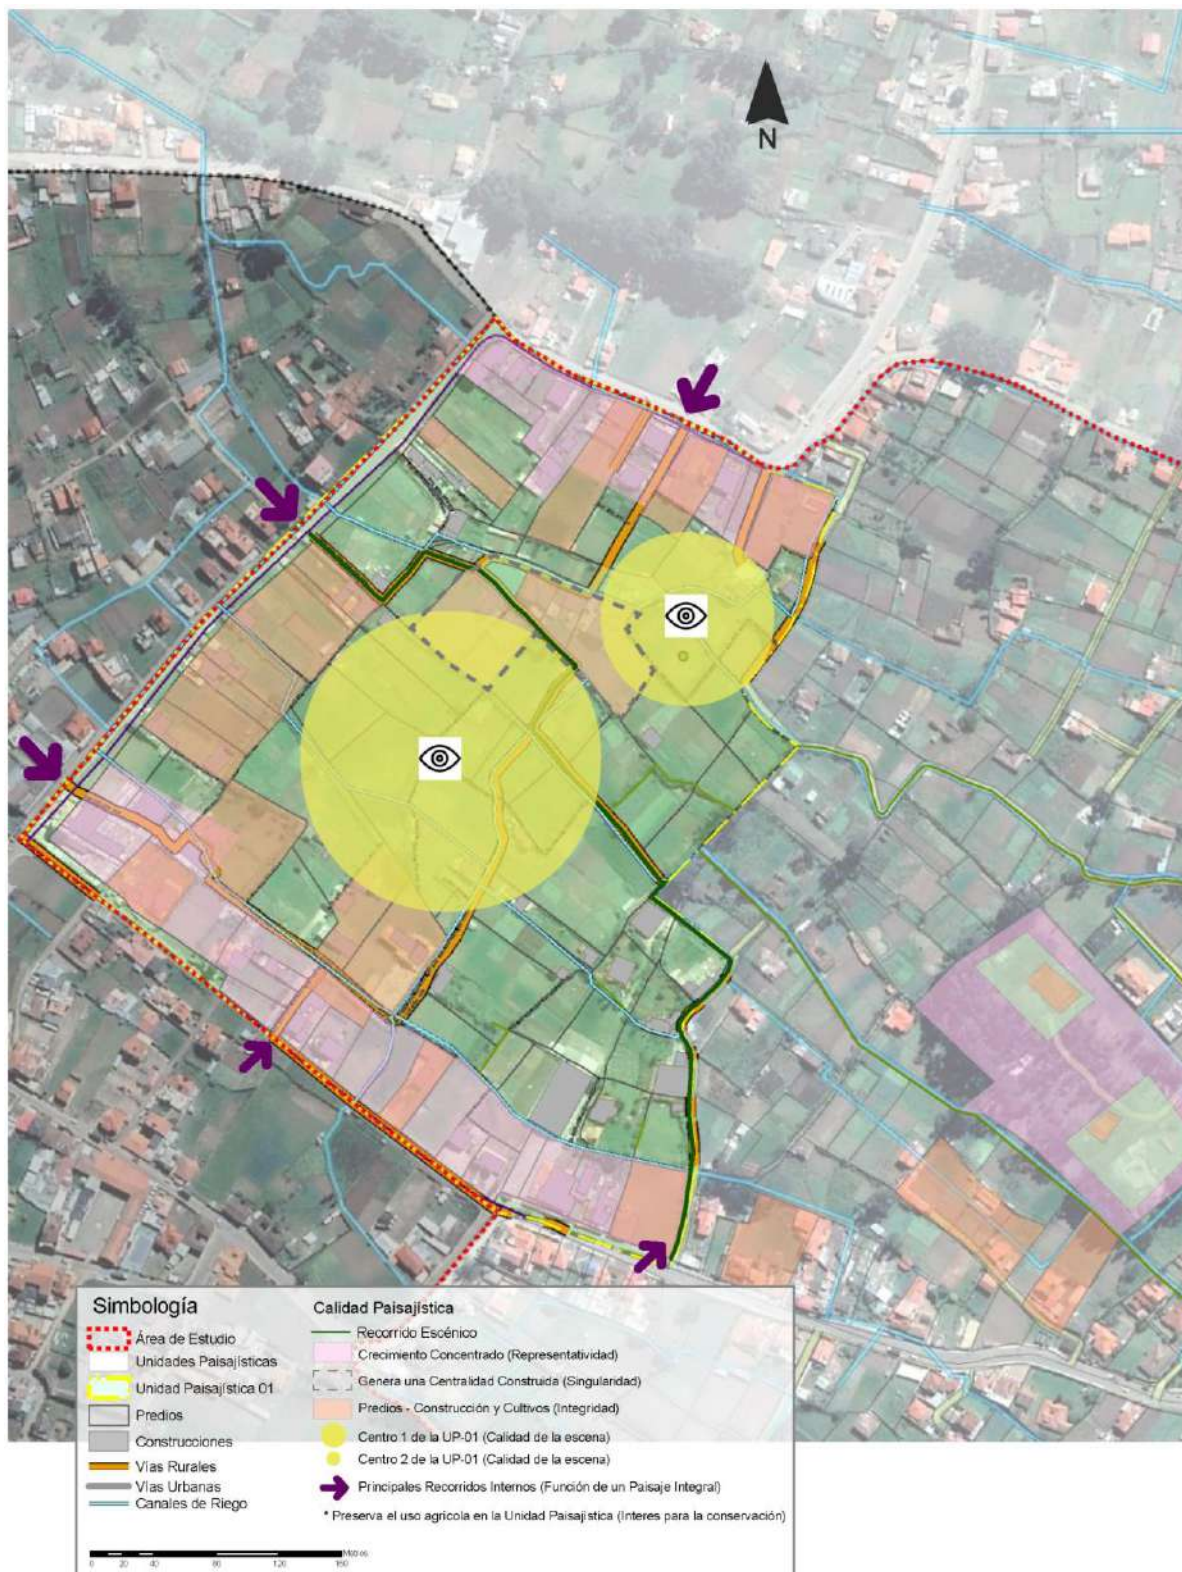 N
Simbología
Área de Estudio
Unidades Paisajísticas
Unidad Paisajística 01
Predios
Construcciones
Vías Rurales
Vías Urbanas
Canales de Riego
Calidad Paisajística
Recorrido Escénico
Crecimiento Concentrado (Representatividad)
Genera una Centralidad Construida (Singularidad)
Predios - Construcción y Cultivos (Integridad)
Centro 1 de la UP-01 (Calidad de la escena)
Centro 2 de la UP-01 (Calidad de la escena)
Principales Recorridos Internos (Función de un Paisaje Integral)
* Preserva el uso agrícola en la Unidad Paisajística (Interes para la conservación)
Metros
0 20 40 80 120 160